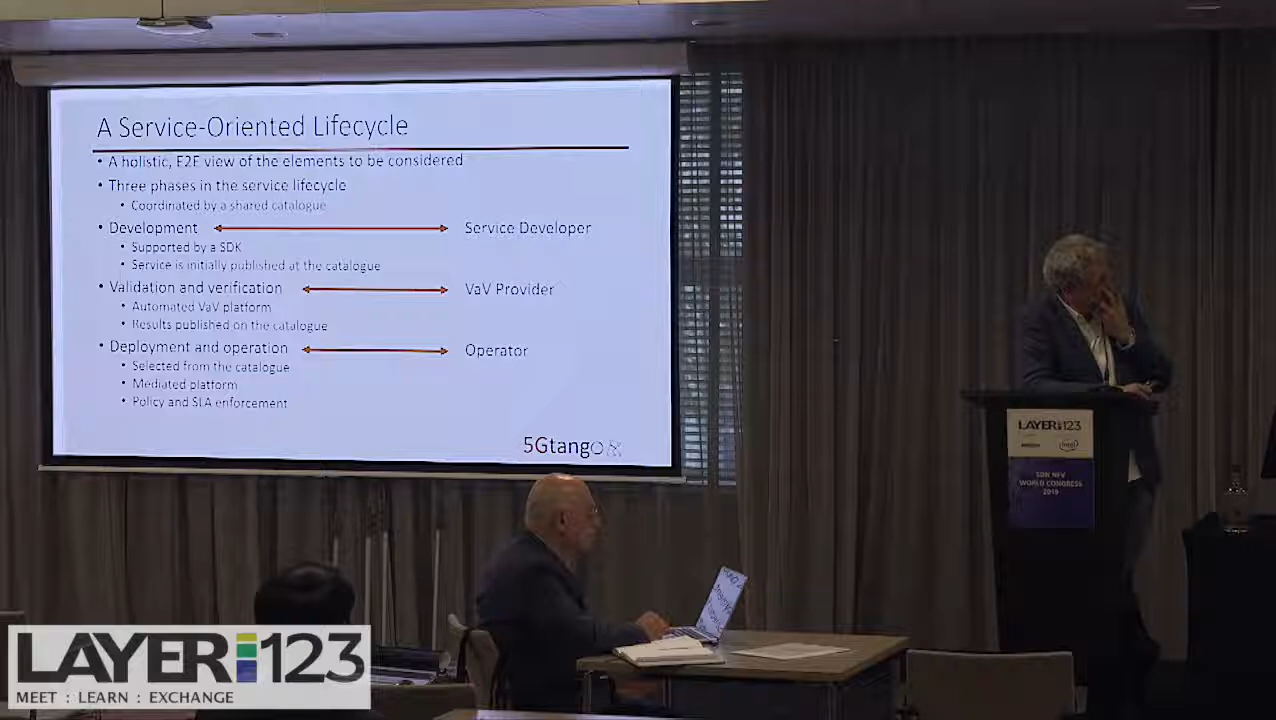 A Service-Oriented Lifecycle
• A holistic, E2E view of the elements to be considered
• Three phases in the service lifecycle
• Coordinated by a shared catalogue
• Development Service Developer
• Supported by a SDK
• Service is initially published at the catalogue
• Validation and verification VaV Provider
• Automated VaV platform
• Results published on the catalogue
• Deployment and operation Operator
• Selected from the catalogue
• Mediated platform
• Policy and SLA enforcement
5Gtango
LAYER123
intel
SDN NFV
WORLD CONGRESS
2019
LAYER123
MEET : LEARN : EXCHANGE